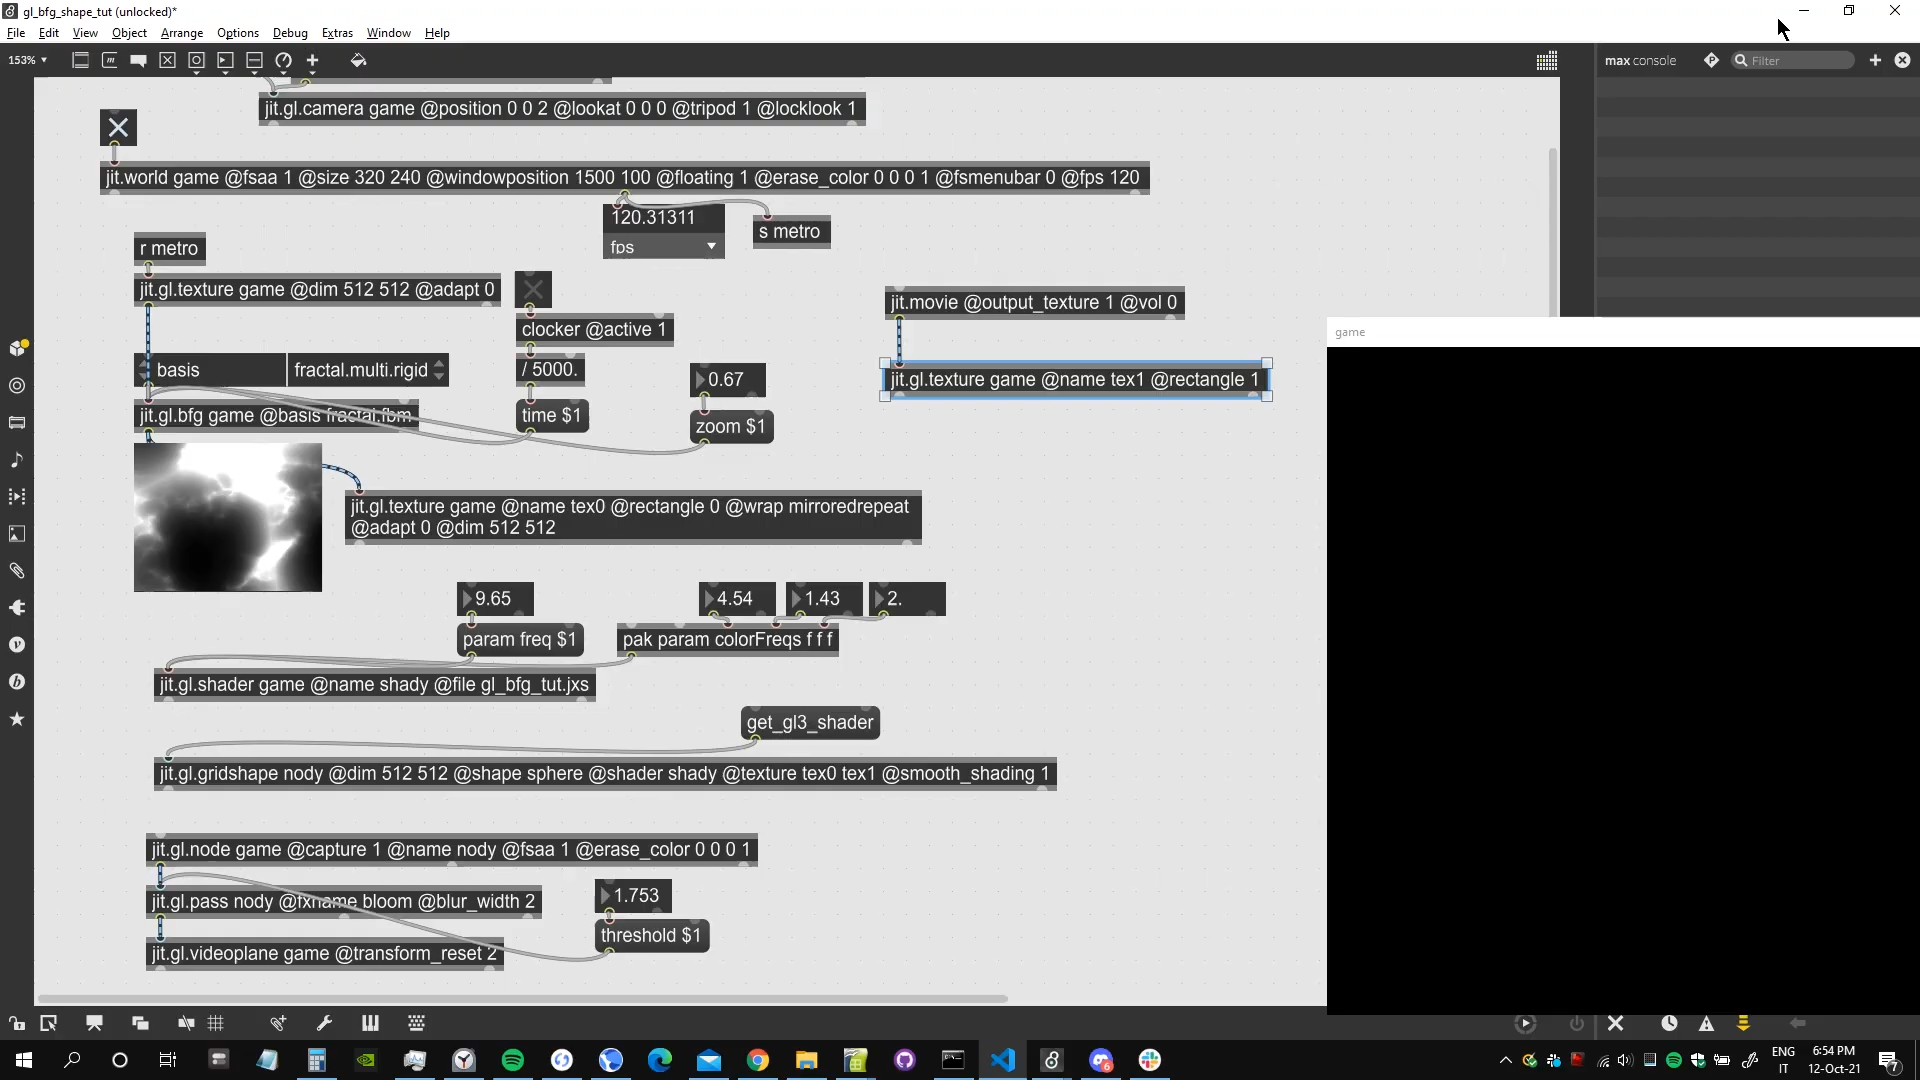 gl_bfg_shape_tut (unlocked)*
File Edit View Object Arrange Options Debug Extras Window Help
153%
max console
Filter
jit.gl.camera game @position 0 0 2 @lookat 0 0 0 @tripod 1 @locklook 1
jit.world game @fsaa 1 @size 320 240 @windowposition 1500 100 @floating 1 @erase_color 0 0 0 1 @fsmenubar 0 @fps 120
120.31311
fps
s metro
r metro
jit.gl.texture game @dim 512 512 @adapt 0
clocker @active 1
/ 5000.
time $1
basis
fractal.multi.rigid
jit.gl.bfg game @basis fractal.fbm
0.67
zoom $1
jit.movie @output_texture 1 @vol 0
jit.gl.texture game @name tex1 @rectangle 1
game
jit.gl.texture game @name tex0 @rectangle 0 @wrap mirroredrepeat
@adapt 0 @dim 512 512
9.65
param freq $1
4.54
1.43
2.
pak param colorFreqs f f f
jit.gl.shader game @name shady @file gl_bfg_tut.jxs
get_gl3_shader
jit.gl.gridshape nody @dim 512 512 @shape sphere @shader shady @texture tex0 tex1 @smooth_shading 1
jit.gl.node game @capture 1 @name nody @fsaa 1 @erase_color 0 0 0 1
jit.gl.pass nody @fxname bloom @blur_width 2
1.753
threshold $1
jit.gl.videoplane game @transform_reset 2
ENG
IT
6:54 PM
12-Oct-21
7